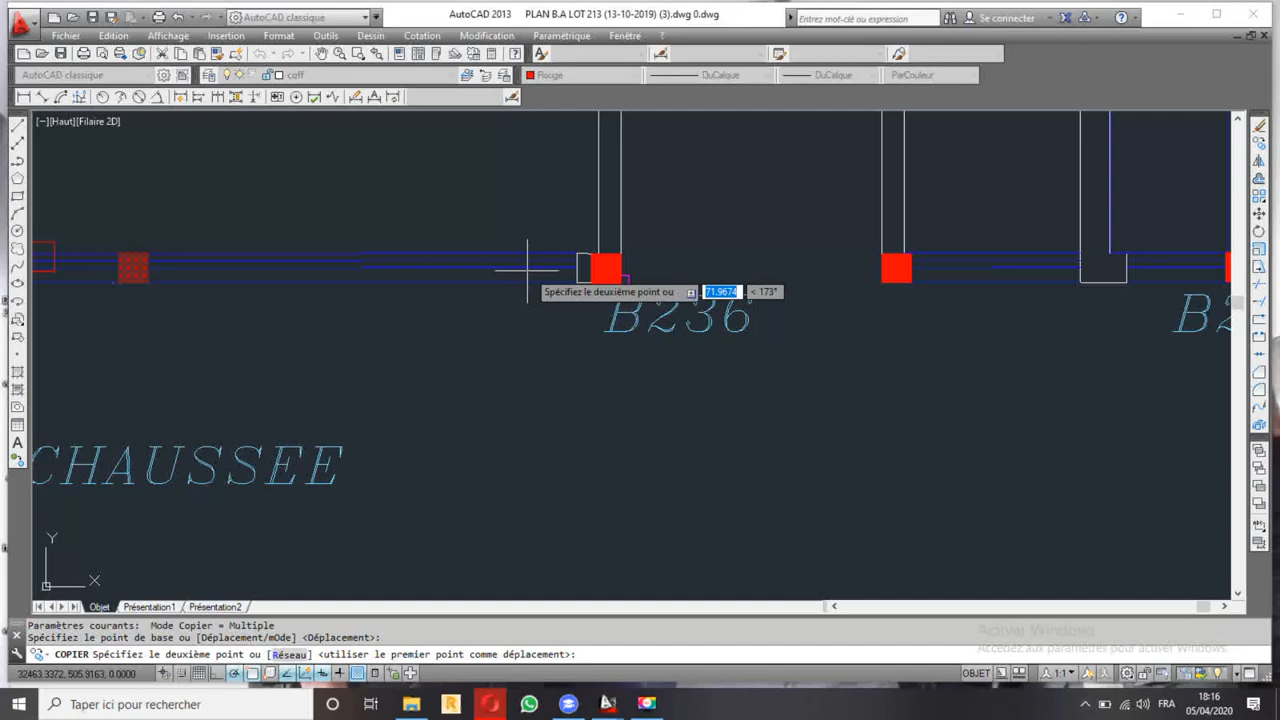 AutoCAD classique
AutoCAD 2013 PLAN B.A LOT 213 (13-10-2019) (3).dwg 0.dwg
Entrez mot-clé ou expression
Se connecter
Fichier Edition Affichage Insertion Format Outils Dessin Cotation Modification Paramétrique Fenêtre ?
AutoCAD classique
coff
Rouge
DuCalque
DuCalque
ParCouleur
[−][Haut][Filaire 2D]
Spécifiez le deuxième point ou
71.9674
< 173°
B236
CHAUSSEE
Y
X
Objet Présentation1 Présentation2
Paramètres courants: Mode Copier = Multiple
Spécifiez le point de base ou [Déplacement/mOde] <Déplacement>:
COPIER Spécifiez le deuxième point ou [Réseau] <utiliser le premier point comme déplacement>:
Activer Windows
Accédez aux paramètres pour activer Windows.
32463.3372, 505.9163, 0.0000
OBJET
1:1
Taper ici pour rechercher
FRA
18:16
05/04/2020